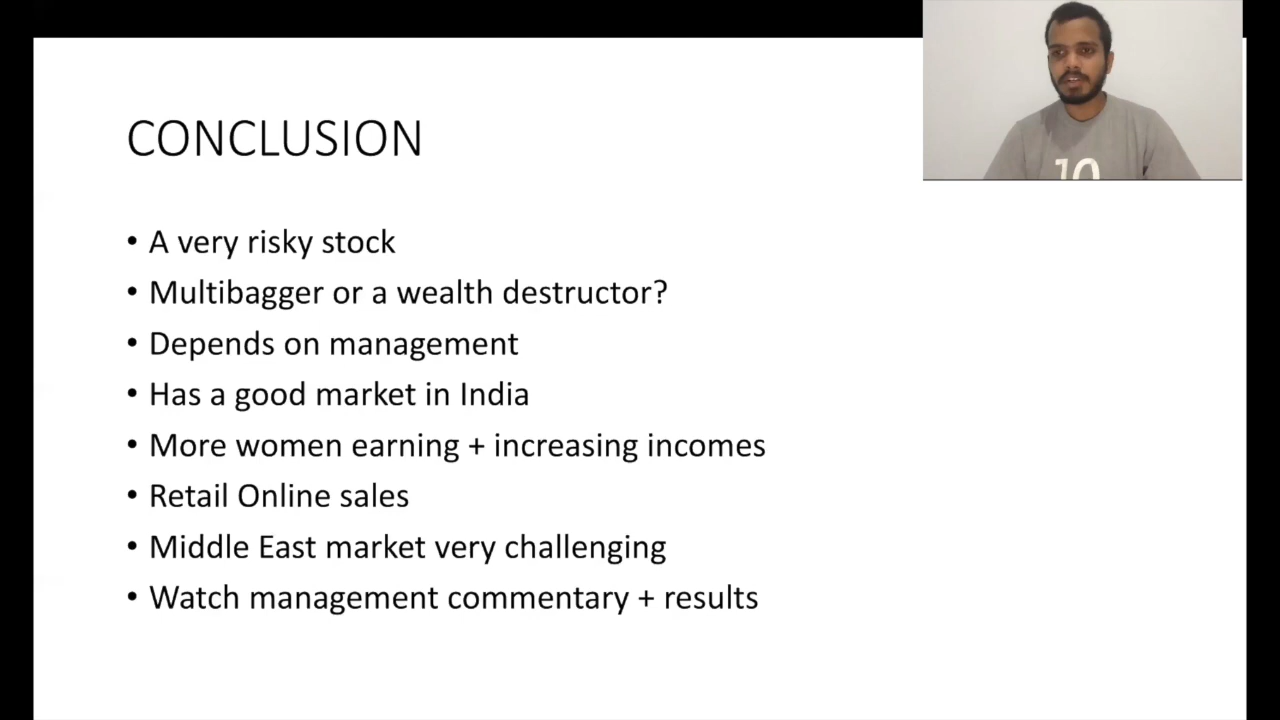 CONCLUSION
• A very risky stock
• Multibagger or a wealth destructor?
• Depends on management
• Has a good market in India
• More women earning + increasing incomes
• Retail Online sales
• Middle East market very challenging
• Watch management commentary + results
10